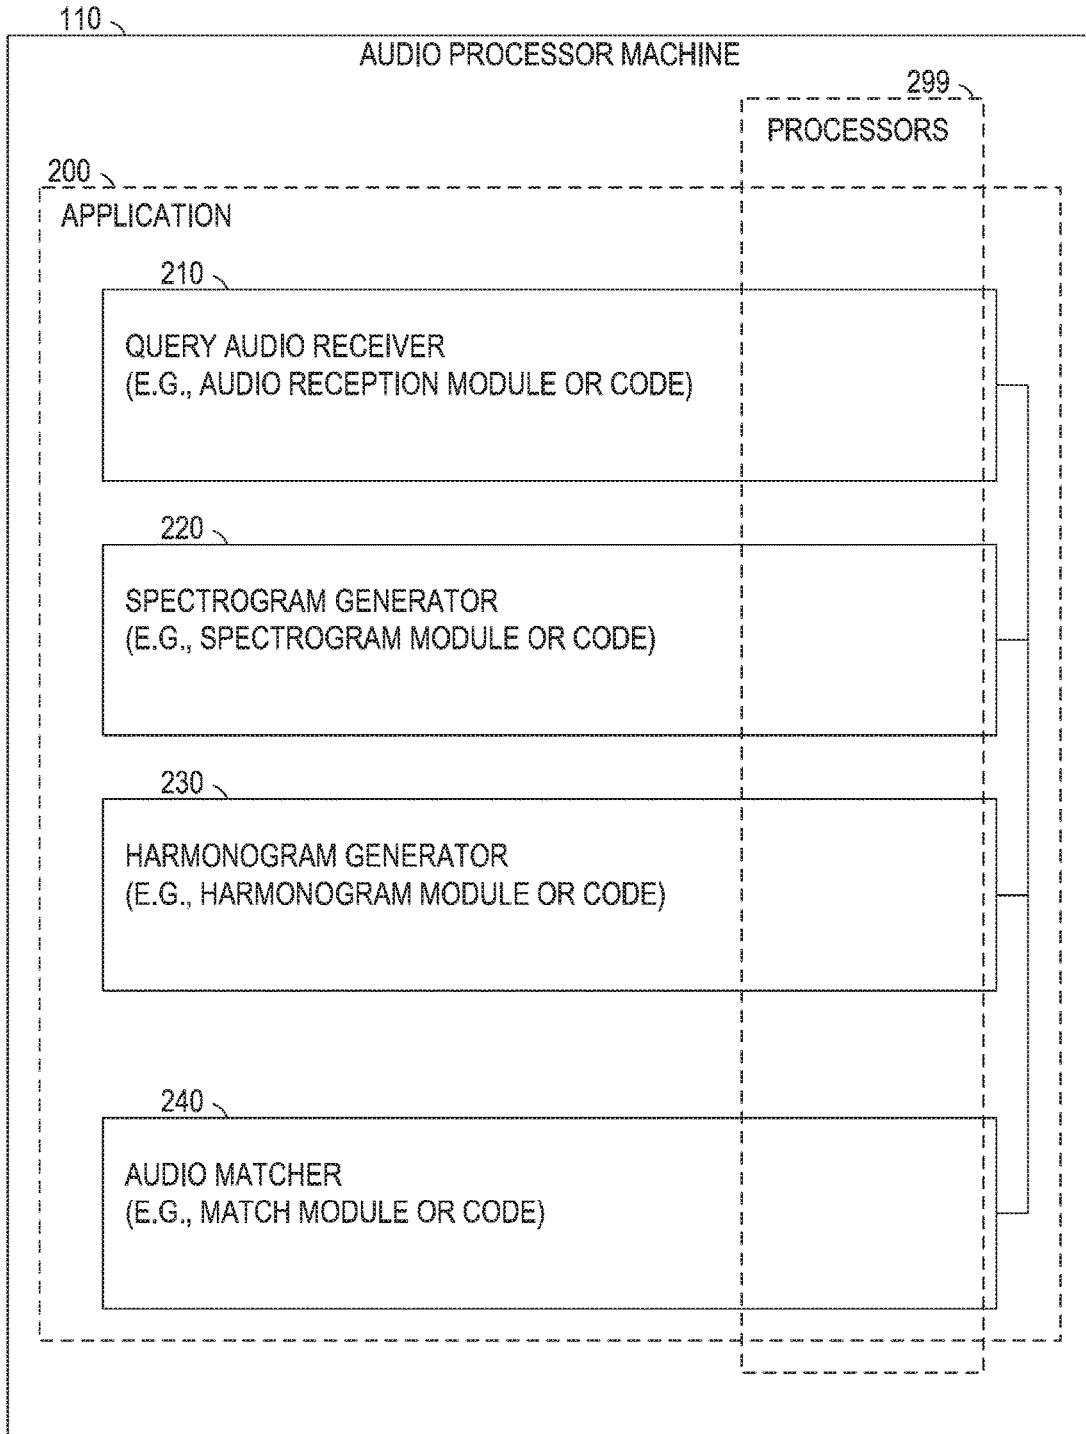 110
AUDIO PROCESSOR MACHINE
299
PROCESSORS
200
APPLICATION
210
QUERY AUDIO RECEIVER
(E.G., AUDIO RECEPTION MODULE OR CODE)
220
SPECTROGRAM GENERATOR
(E.G., SPECTROGRAM MODULE OR CODE)
230
HARMONOGRAM GENERATOR
(E.G., HARMONOGRAM MODULE OR CODE)
240
AUDIO MATCHER
(E.G., MATCH MODULE OR CODE)